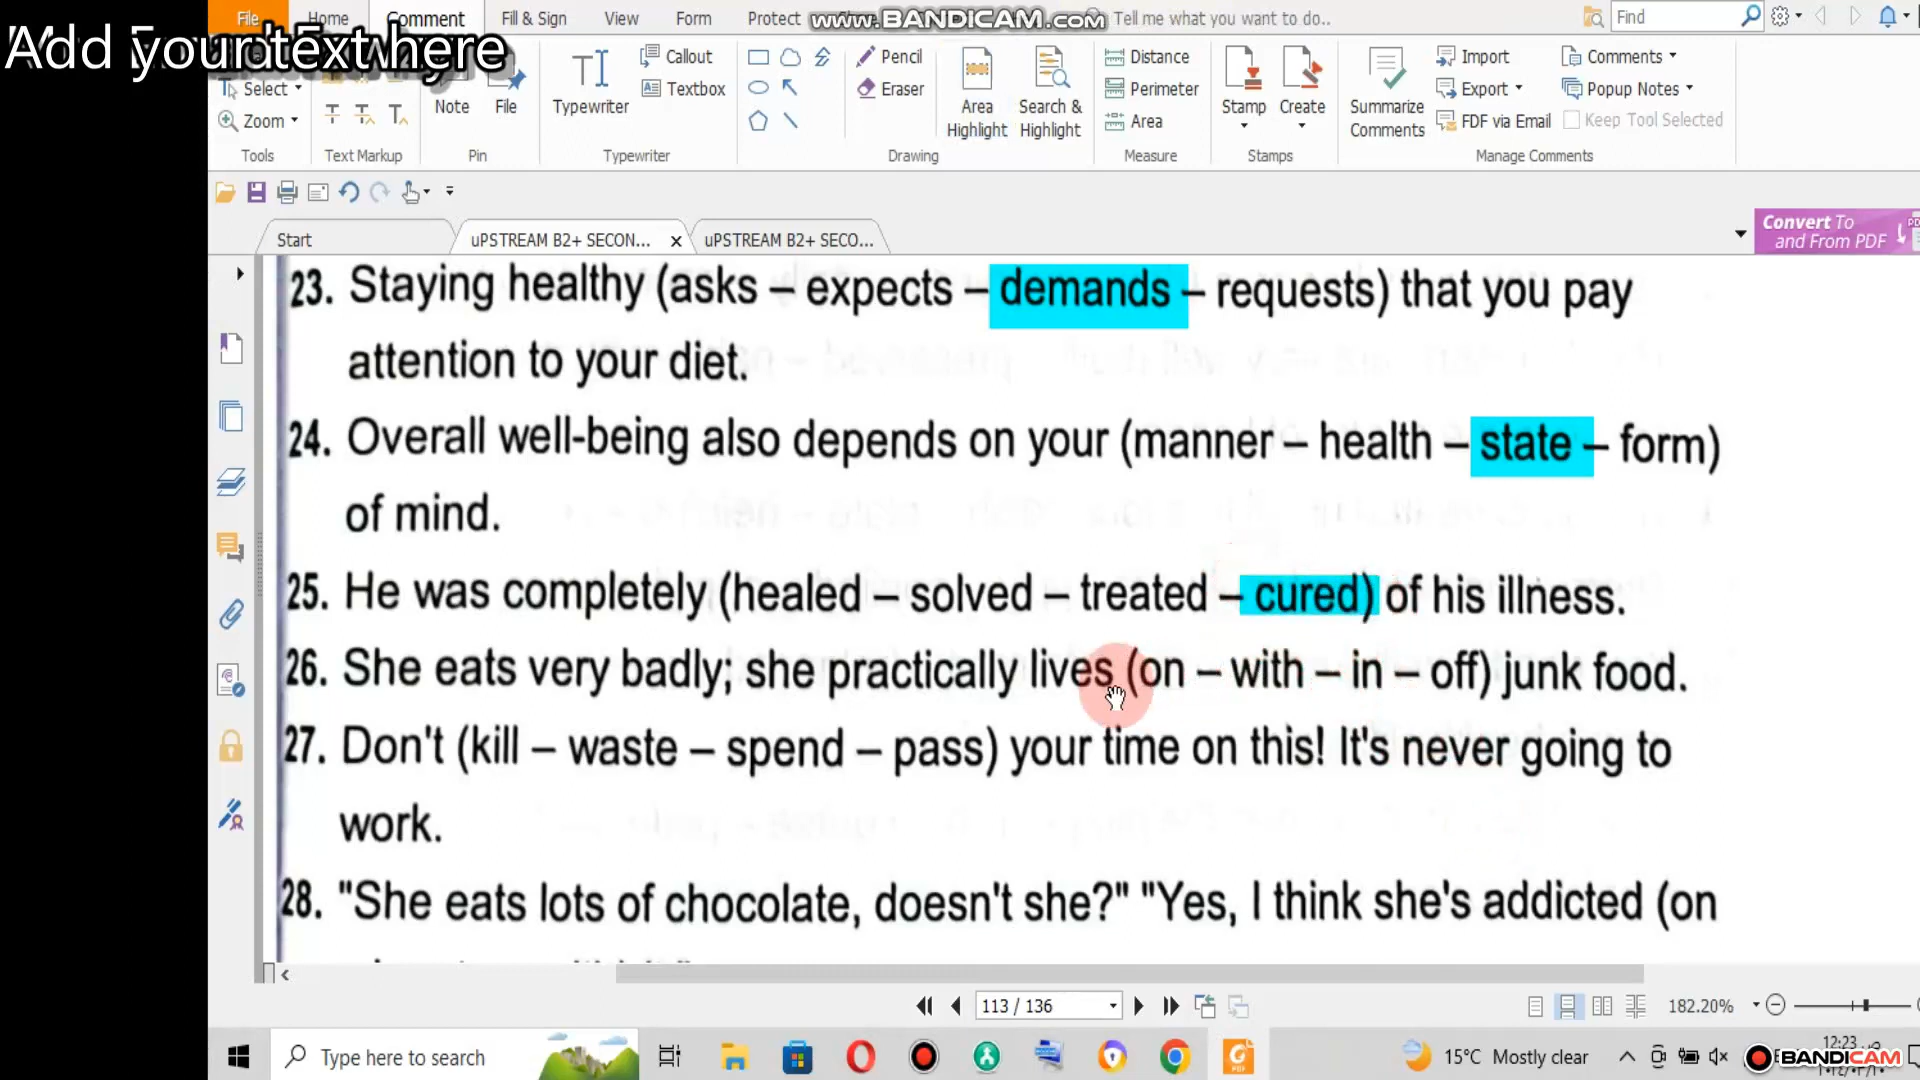 File Home Comment Fill & Sign View Form Protect www.BANDICAM.com Tell me what you want to do.. Find
Add your text here
Select Zoom Note File Typewriter Callout Textbox Pencil Eraser Area Highlight Search & Highlight Distance Perimeter Area Stamp Create Summarize Comments Import Export FDF via Email Comments Popup Notes Keep Tool Selected
Tools Text Markup Pin Typewriter Drawing Measure Stamps Manage Comments
Start uPSTREAM B2+ SECON... uPSTREAM B2+ SECO... Convert To and From PDF
23. Staying healthy (asks – expects – demands – requests) that you pay
attention to your diet.
24. Overall well-being also depends on your (manner – health – state – form)
of mind.
25. He was completely (healed – solved – treated – cured) of his illness.
26. She eats very badly; she practically lives (on – with – in – off) junk food.
27. Don't (kill – waste – spend – pass) your time on this! It's never going to
work.
28. "She eats lots of chocolate, doesn't she?" "Yes, I think she's addicted (on
113 / 136 182.20%
Type here to search 15°C Mostly clear 12:23 BANDICAM